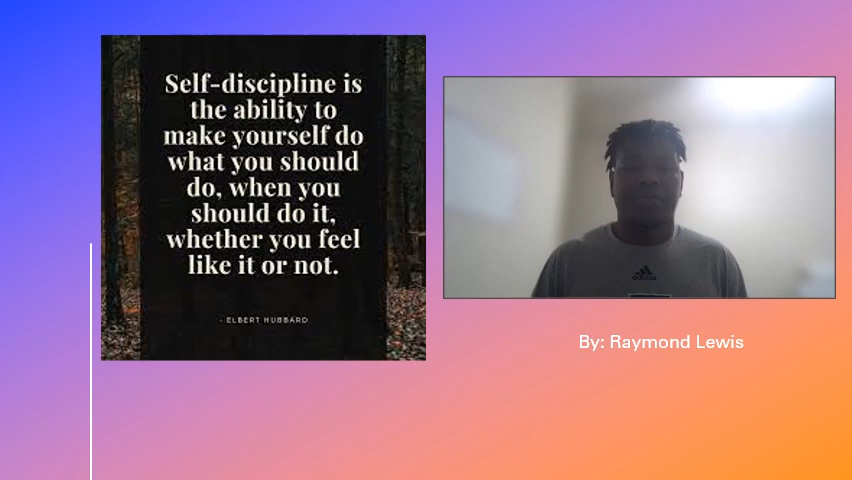 Self-discipline is
the ability to
make yourself do
what you should
do, when you
should do it,
whether you feel
like it or not.
- ELBERT HUBBARD
adidas
By: Raymond Lewis